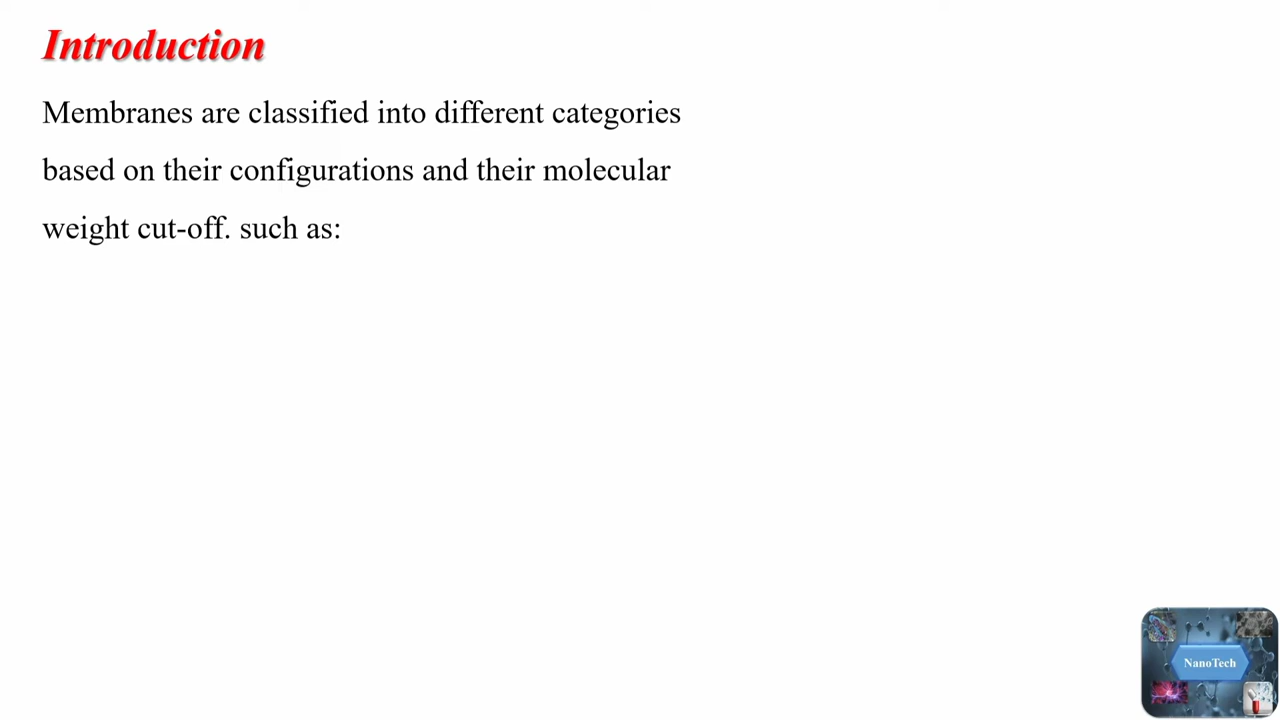 Introduction
Membranes are classified into different categories
based on their configurations and their molecular
weight cut-off. such as:
NanoTech